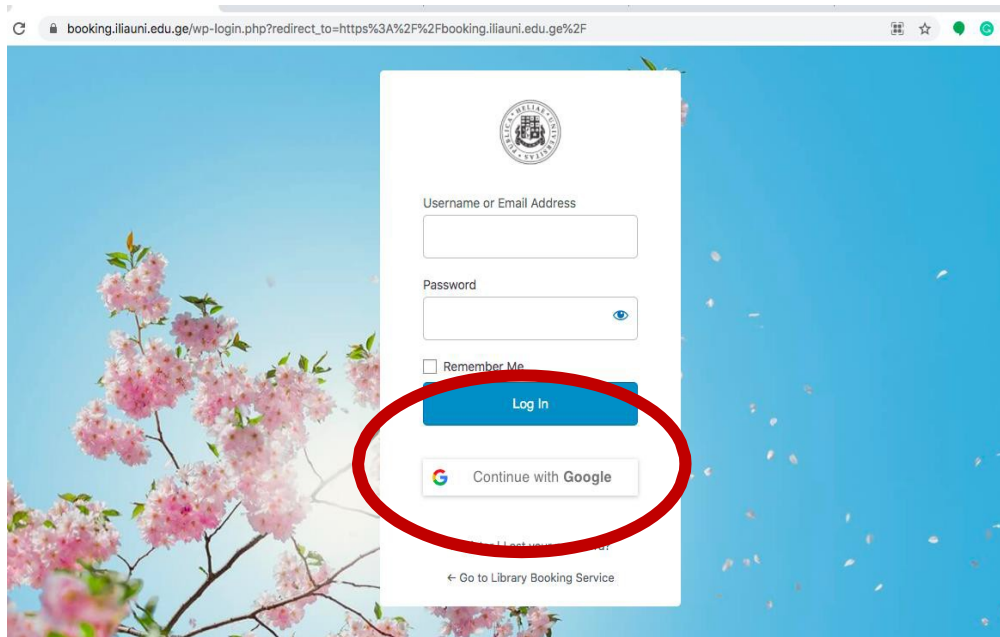 booking.iliauni.edu.ge/wp-login.php?redirect_to=https%3A%2F%2Fbooking.iliauni.edu.ge%2F
Username or Email Address
Password
Remember Me
Log In
Continue with Google
← Go to Library Booking Service